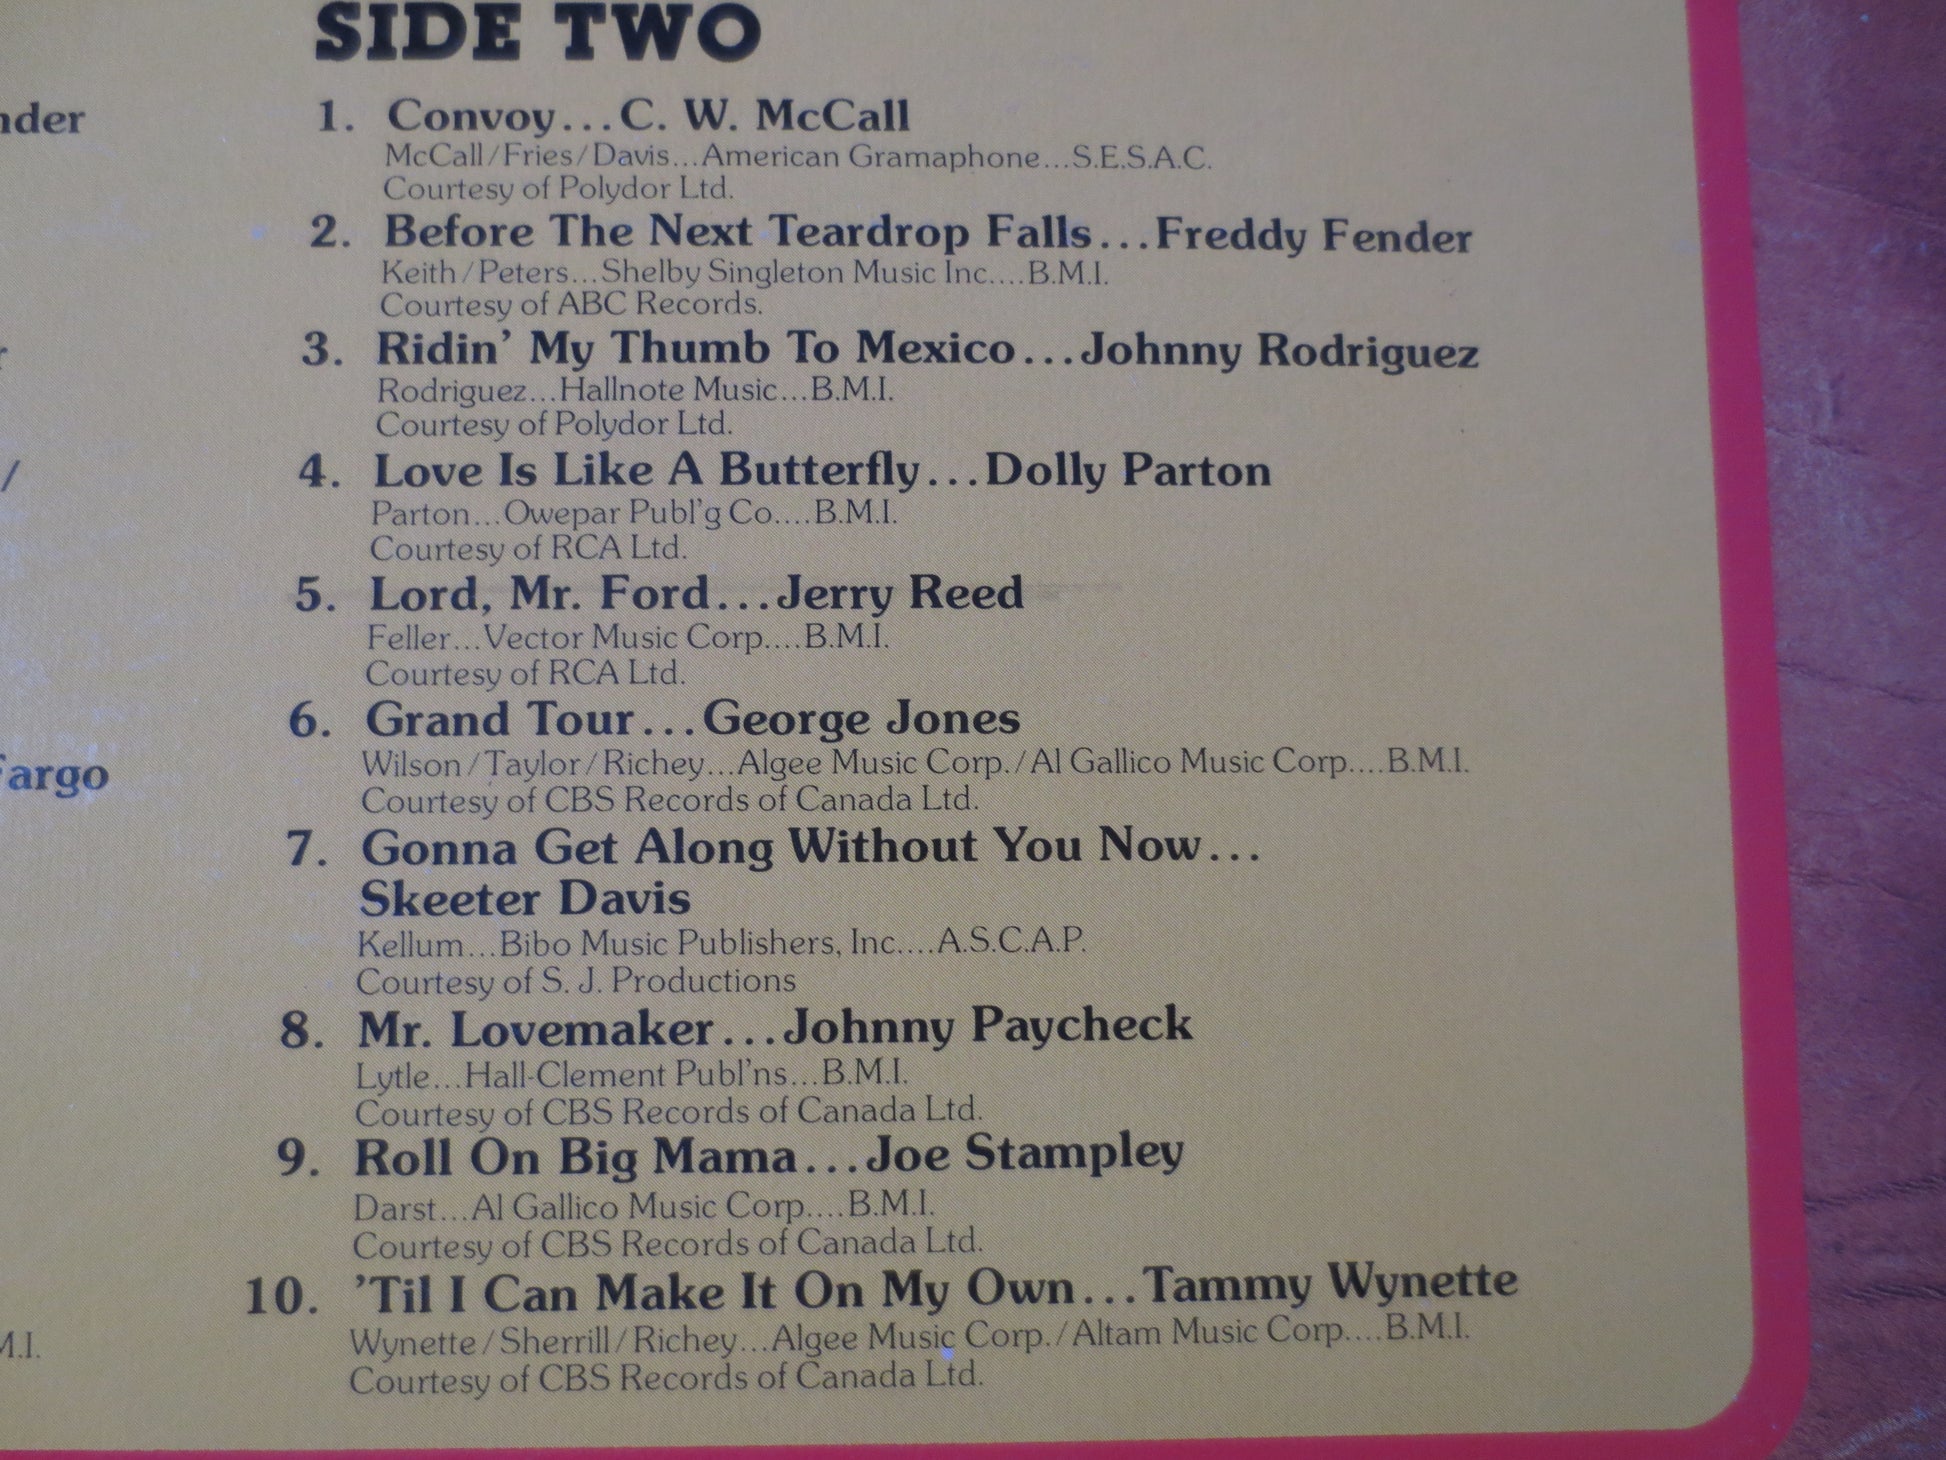 nder
r
/
Fargo
M.I.
SIDE TWO
1. Convoy...C. W. McCall
McCall/Fries/Davis...American Gramaphone...S.E.S.A.C.
Courtesy of Polydor Ltd.
2. Before The Next Teardrop Falls...Freddy Fender
Keith/Peters...Shelby Singleton Music Inc....B.M.I.
Courtesy of ABC Records.
3. Ridin' My Thumb To Mexico...Johnny Rodriguez
Rodriguez...Hallnote Music...B.M.I.
Courtesy of Polydor Ltd.
4. Love Is Like A Butterfly...Dolly Parton
Parton...Owepar Publ'g Co....B.M.I.
Courtesy of RCA Ltd.
5. Lord, Mr. Ford...Jerry Reed
Feller...Vector Music Corp....B.M.I.
Courtesy of RCA Ltd.
6. Grand Tour...George Jones
Wilson/Taylor/Richey...Algee Music Corp./Al Gallico Music Corp....B.M.I.
Courtesy of CBS Records of Canada Ltd.
7. Gonna Get Along Without You Now...
Skeeter Davis
Kellum...Bibo Music Publishers, Inc....A.S.C.A.P.
Courtesy of S. J. Productions
8. Mr. Lovemaker...Johnny Paycheck
Lytle...Hall-Clement Publ'ns...B.M.I.
Courtesy of CBS Records of Canada Ltd.
9. Roll On Big Mama...Joe Stampley
Darst...Al Gallico Music Corp....B.M.I.
Courtesy of CBS Records of Canada Ltd.
10. 'Til I Can Make It On My Own...Tammy Wynette
Wynette/Sherrill/Richey...Algee Music Corp./Altam Music Corp....B.M.I.
Courtesy of CBS Records of Canada Ltd.